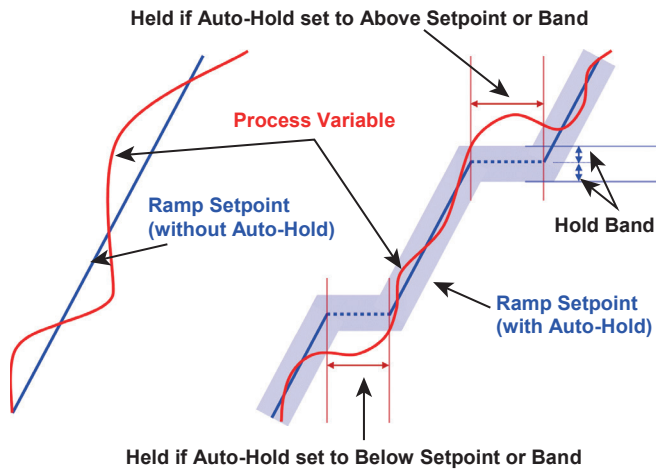 Held if Auto-Hold set to Above Setpoint or Band
Process Variable
Ramp Setpoint
(without Auto-Hold)
Hold Band
Ramp Setpoint
(with Auto-Hold)
Held if Auto-Hold set to Below Setpoint or Band